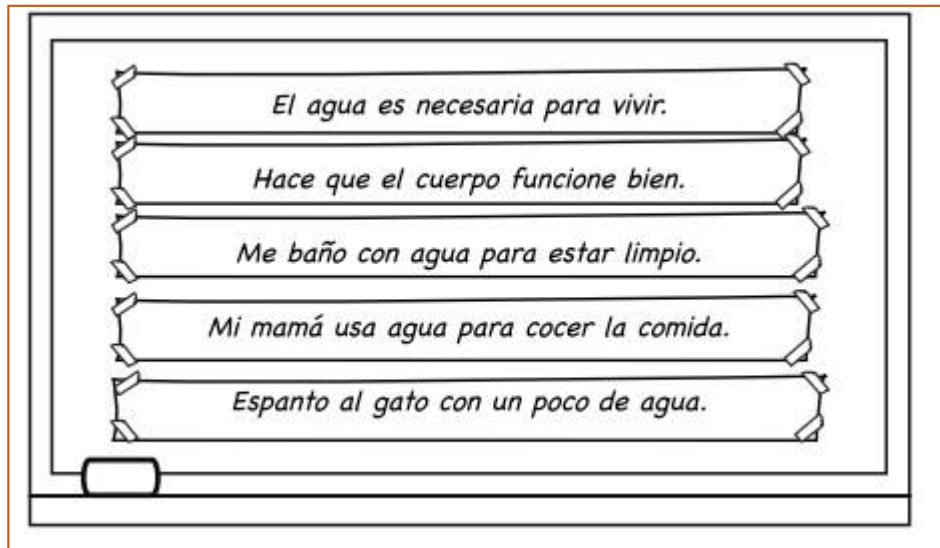 El agua es necesaria para vivir.
Hace que el cuerpo funcione bien.
Me baño con agua para estar limpio.
Mi mamá usa agua para cocer la comida.
Espanto al gato con un poco de agua.